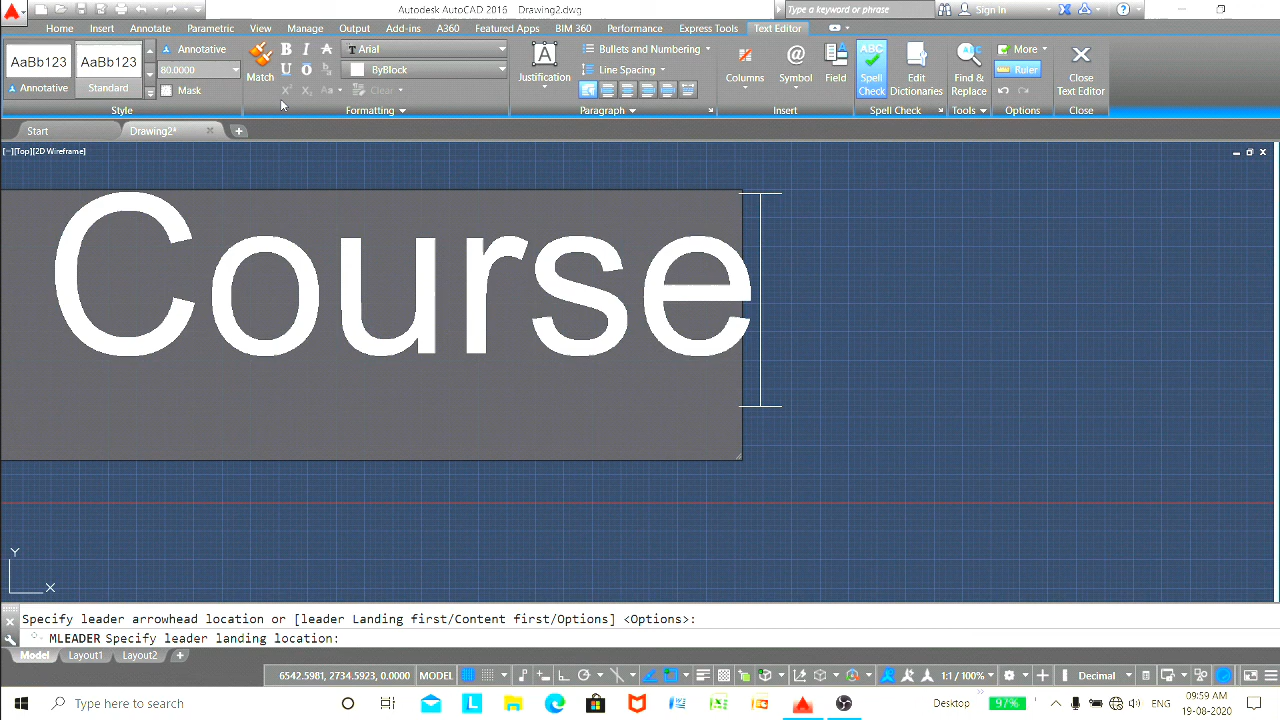 Autodesk AutoCAD 2016 Drawing2.dwg
Type a keyword or phrase
Sign In
Home Insert Annotate Parametric View Manage Output Add-ins A360 Featured Apps BIM 360 Performance Express Tools Text Editor
AaBb123 AaBb123 Annotative Match Arial Bullets and Numbering More
80.0000 ByBlock Line Spacing Ruler
Annotative Standard Mask Aa Clear
Justification Columns Symbol Field
ABC Spell Check Edit Dictionaries Find & Replace Close Text Editor
Style Formatting Paragraph Insert Spell Check Tools Options Close
Start Drawing2*
[−][Top][2D Wireframe]
Course
Y
X
Specify leader arrowhead location or [leader Landing first/Content first/Options] <Options>:
MLEADER Specify leader landing location:
Model Layout1 Layout2
6542.5981, 2734.5923, 0.0000 MODEL 1:1 / 100% Decimal
Type here to search Desktop 97% ENG 09:59 AM
19-08-2020